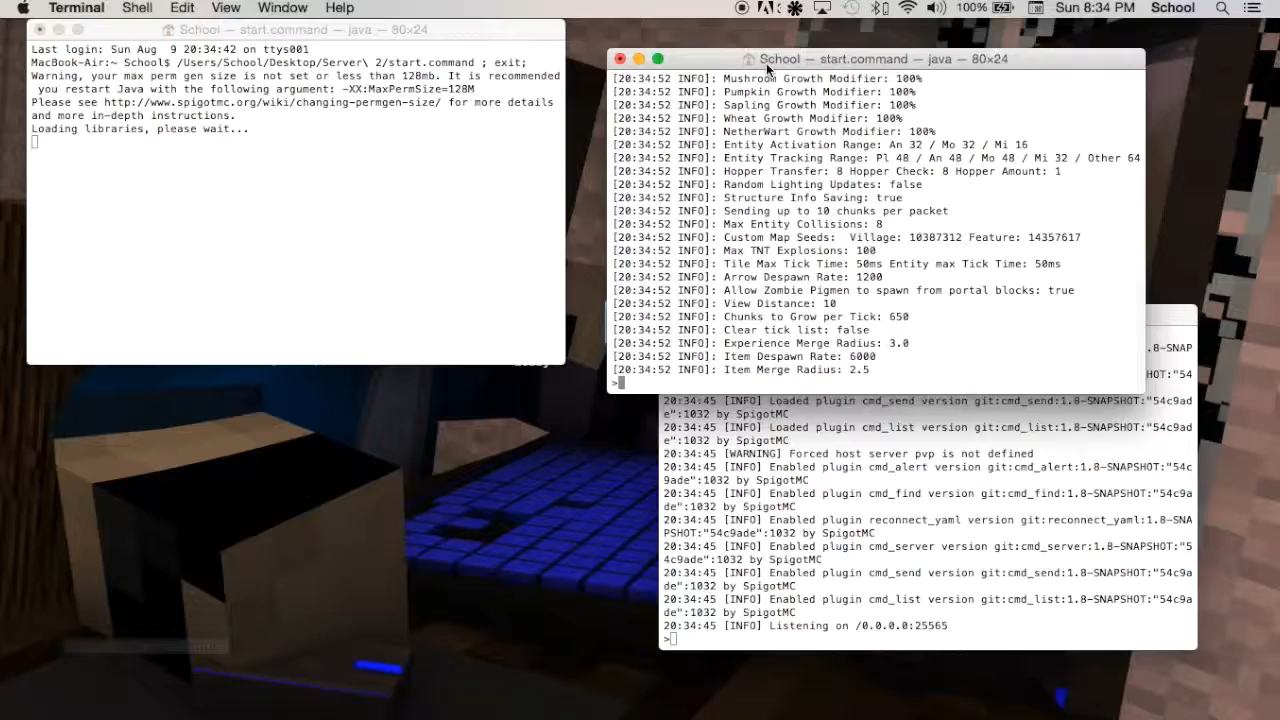 Terminal Shell Edit View Window Help 100% Sun 8:34 PM School
School — start.command — java — 80×24
Last login: Sun Aug  9 20:34:42 on ttys001
MacBook-Air:~ School$ /Users/School/Desktop/Server\ 2/start.command ; exit;
Warning, your max perm gen size is not set or less than 128mb. It is recommended
you restart Java with the following argument: -XX:MaxPermSize=128M
Please see http://www.spigotmc.org/wiki/changing-permgen-size/ for more details
and more in-depth instructions.
Loading libraries, please wait...
School — start.command — java — 80×24
[20:34:52 INFO]: Mushroom Growth Modifier: 100%
[20:34:52 INFO]: Pumpkin Growth Modifier: 100%
[20:34:52 INFO]: Sapling Growth Modifier: 100%
[20:34:52 INFO]: Wheat Growth Modifier: 100%
[20:34:52 INFO]: NetherWart Growth Modifier: 100%
[20:34:52 INFO]: Entity Activation Range: An 32 / Mo 32 / Mi 16
[20:34:52 INFO]: Entity Tracking Range: Pl 48 / An 48 / Mo 48 / Mi 32 / Other 64
[20:34:52 INFO]: Hopper Transfer: 8 Hopper Check: 8 Hopper Amount: 1
[20:34:52 INFO]: Random Lighting Updates: false
[20:34:52 INFO]: Structure Info Saving: true
[20:34:52 INFO]: Sending up to 10 chunks per packet
[20:34:52 INFO]: Max Entity Collisions: 8
[20:34:52 INFO]: Custom Map Seeds:  Village: 10387312 Feature: 14357617
[20:34:52 INFO]: Max TNT Explosions: 100
[20:34:52 INFO]: Tile Max Tick Time: 50ms Entity max Tick Time: 50ms
[20:34:52 INFO]: Arrow Despawn Rate: 1200
[20:34:52 INFO]: Allow Zombie Pigmen to spawn from portal blocks: true
[20:34:52 INFO]: View Distance: 10
[20:34:52 INFO]: Chunks to Grow per Tick: 650
[20:34:52 INFO]: Clear tick list: false
[20:34:52 INFO]: Experience Merge Radius: 3.0
[20:34:52 INFO]: Item Despawn Rate: 6000
[20:34:52 INFO]: Item Merge Radius: 2.5
>
1.8-SNAP
:"54
20:34:45 [INFO] Loaded plugin cmd_send version git:cmd_send:1.8-SNAPSHOT:"54c9ad
e":1032 by SpigotMC
20:34:45 [INFO] Loaded plugin cmd_list version git:cmd_list:1.8-SNAPSHOT:"54c9ad
e":1032 by SpigotMC
20:34:45 [WARNING] Forced host server pvp is not defined
20:34:45 [INFO] Enabled plugin cmd_alert version git:cmd_alert:1.8-SNAPSHOT:"54c
9ade":1032 by SpigotMC
20:34:45 [INFO] Enabled plugin cmd_find version git:cmd_find:1.8-SNAPSHOT:"54c9a
de":1032 by SpigotMC
20:34:45 [INFO] Enabled plugin reconnect_yaml version git:reconnect_yaml:1.8-SNA
PSHOT:"54c9ade":1032 by SpigotMC
20:34:45 [INFO] Enabled plugin cmd_server version git:cmd_server:1.8-SNAPSHOT:"5
4c9ade":1032 by SpigotMC
20:34:45 [INFO] Enabled plugin cmd_send version git:cmd_send:1.8-SNAPSHOT:"54c9a
de":1032 by SpigotMC
20:34:45 [INFO] Enabled plugin cmd_list version git:cmd_list:1.8-SNAPSHOT:"54c9a
de":1032 by SpigotMC
20:34:45 [INFO] Listening on /0.0.0.0:25565
>